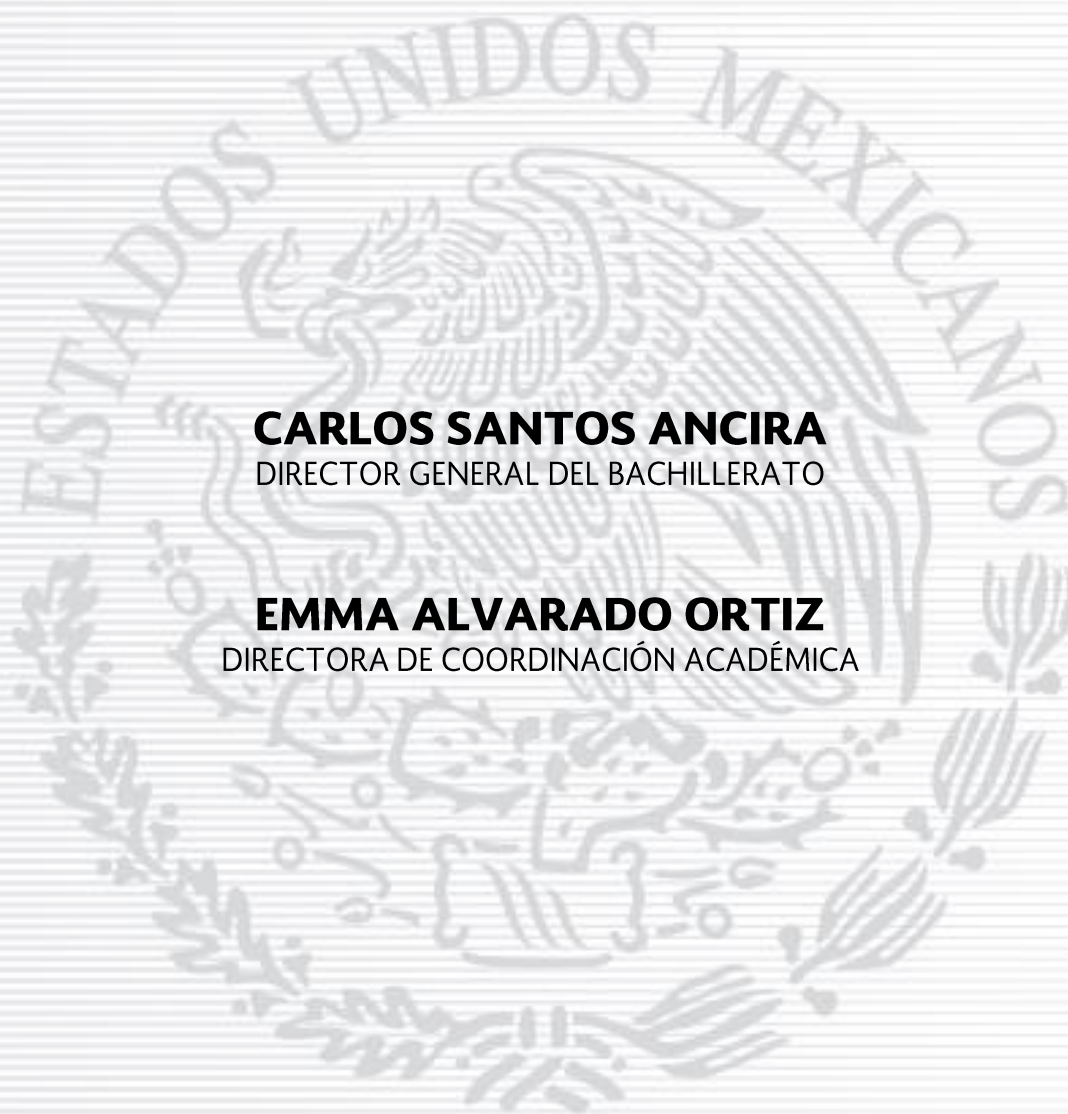 ESTADOS UNIDOS MEXICANOS
CARLOS SANTOS ANCIRA
DIRECTOR GENERAL DEL BACHILLERATO
EMMA ALVARADO ORTIZ
DIRECTORA DE COORDINACIÓN ACADÉMICA